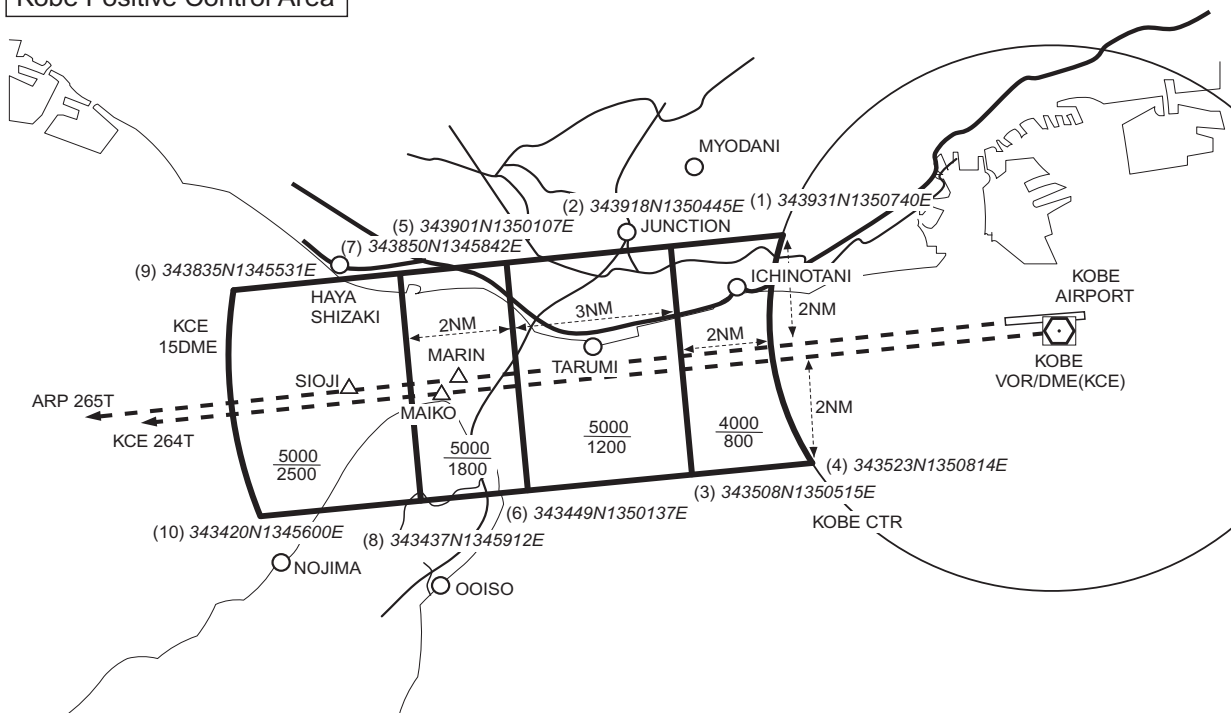 Kobe Positive Control Area
MYODANI
(2) 343918N1350445E
(1) 343931N1350740E
(5) 343901N1350107E
JUNCTION
(7) 343850N1345842E
(9) 343835N1345531E
ICHINOTANI
KOBE
AIRPORT
HAYA
SHIZAKI
2NM
3NM
2NM
KCE
15DME
2NM
MARIN
TARUMI
KOBE
VOR/DME(KCE)
SIOJI
ARP 265T
MAIKO
2NM
KCE 264T
5000
2500
5000
1800
5000
1200
4000
800
(4) 343523N1350814E
(3) 343508N1350515E
(6) 343449N1350137E
KOBE CTR
(10) 343420N1345600E
(8) 343437N1345912E
NOJIMA
OOISO